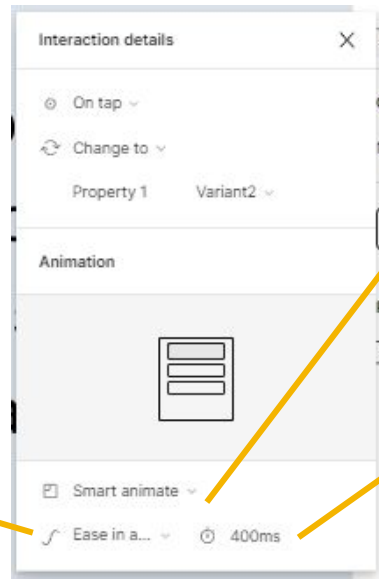 Interaction details
On tap
Change to
Property 1 Variant2
Animation
Smart animate
Ease in a... 400ms